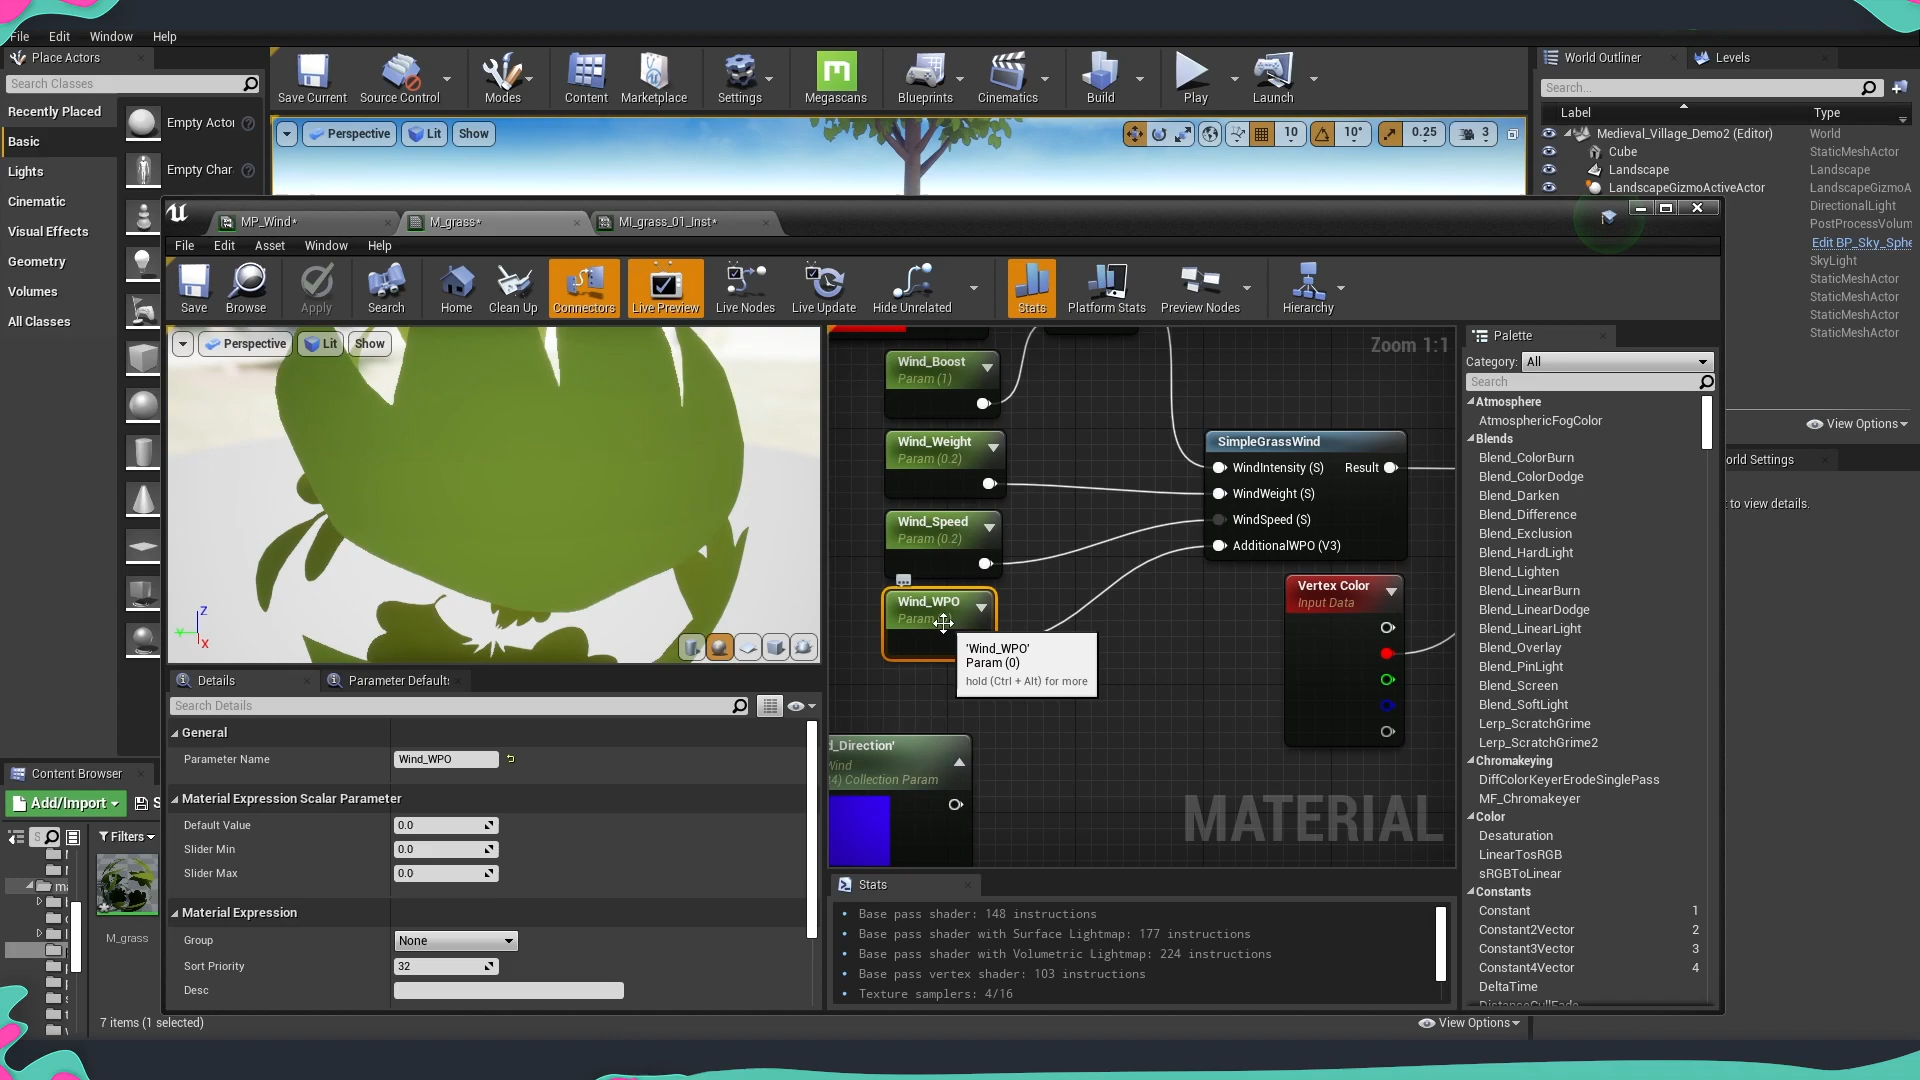 File Edit Window Help
Place Actors
Search Classes
Recently Placed
Basic
Lights
Cinematic
Visual Effects
Geometry
Volumes
All Classes
Empty Actor
Empty Char
Save Current
Source Control
Modes
Content
Marketplace
Settings
Megascans
Blueprints
Cinematics
Build
Play
Launch
Perspective Lit Show
10 10° 0.25 3
World Outliner
Levels
Search...
Label Type
Medieval_Village_Demo2 (Editor) World
Cube StaticMeshActor
Landscape Landscape
LandscapeGizmoActiveActor LandscapeGizmoA
DirectionalLight
PostProcessVolum
Edit BP_Sky_Sphe
SkyLight
StaticMeshActor
StaticMeshActor
StaticMeshActor
StaticMeshActor
View Options
orld Settings
t to view details.
MP_Wind*
M_grass*
MI_grass_01_Inst*
File Edit Asset Window Help
Save
Browse
Apply
Search
Home
Clean Up
Connectors
Live Preview
Live Nodes
Live Update
Hide Unrelated
Stats
Platform Stats
Preview Nodes
Hierarchy
Perspective Lit Show
Z
Y
X
Zoom 1:1
Wind_Boost
Param (1)
Wind_Weight
Param (0.2)
Wind_Speed
Param (0.2)
Wind_WPO
Param
'Wind_WPO'
Param (0)
hold (Ctrl + Alt) for more
SimpleGrassWind
WindIntensity (S) Result
WindWeight (S)
WindSpeed (S)
AdditionalWPO (V3)
Vertex Color
Input Data
d_Direction'
Wind
4) Collection Param
MATERIAL
Details
Parameter Default
Search Details
General
Parameter Name Wind_WPO
Material Expression Scalar Parameter
Default Value 0.0
Slider Min 0.0
Slider Max 0.0
Material Expression
Group None
Sort Priority 32
Desc
Stats
Base pass shader: 148 instructions
Base pass shader with Surface Lightmap: 177 instructions
Base pass shader with Volumetric Lightmap: 224 instructions
Base pass vertex shader: 103 instructions
Texture samplers: 4/16
Palette
Category: All
Search
Atmosphere
AtmosphericFogColor
Blends
Blend_ColorBurn
Blend_ColorDodge
Blend_Darken
Blend_Difference
Blend_Exclusion
Blend_HardLight
Blend_Lighten
Blend_LinearBurn
Blend_LinearDodge
Blend_LinearLight
Blend_Overlay
Blend_PinLight
Blend_Screen
Blend_SoftLight
Lerp_ScratchGrime
Lerp_ScratchGrime2
Chromakeying
DiffColorKeyerErodeSinglePass
MF_Chromakeyer
Color
Desaturation
LinearTosRGB
sRGBToLinear
Constants
Constant 1
Constant2Vector 2
Constant3Vector 3
Constant4Vector 4
DeltaTime
DistanceCullFade
Content Browser
Add/Import
S
Filters
ma
M_grass
7 items (1 selected)
View Options